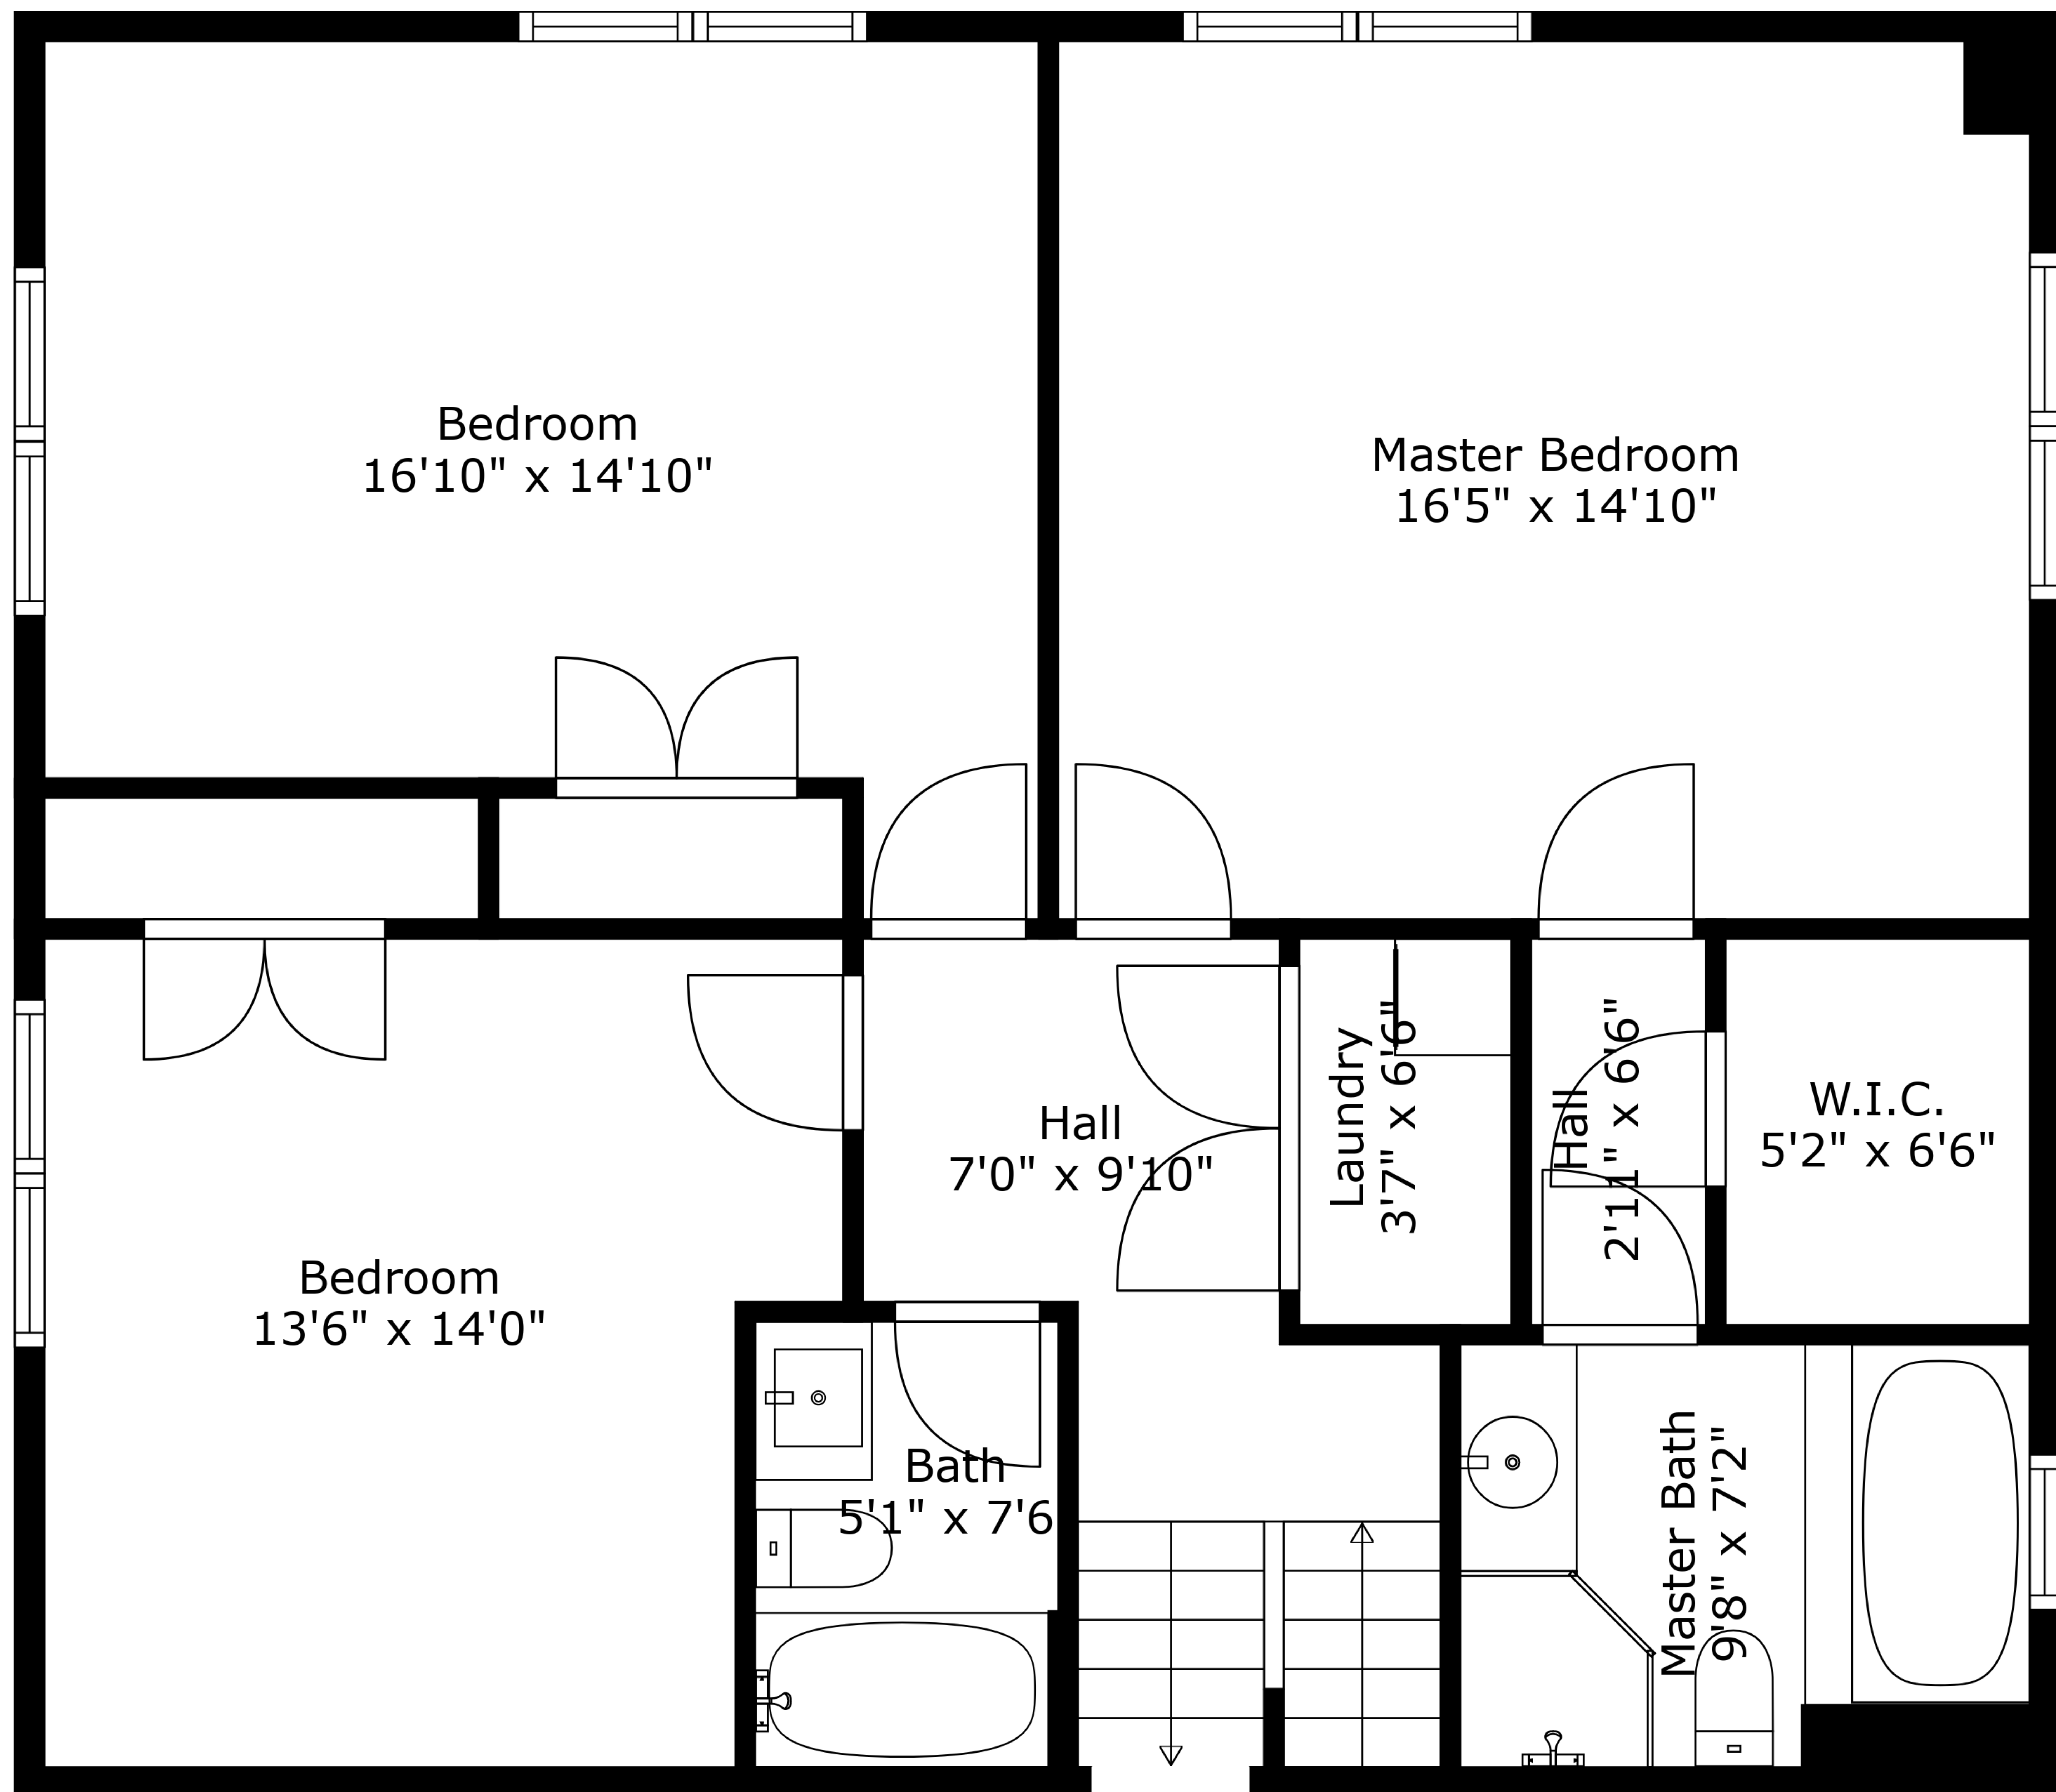 Bedroom
16'10" x 14'10"
Master Bedroom
16'5" x 14'10"
Hall
7'0" x 9'10"
Laundry
3'7" x 6'6"
Hall
2'11" x 6'6"
W.I.C.
5'2" x 6'6"
Bedroom
13'6" x 14'0"
Bath
5'1" x 7'6
Master Bath
9'8" x 7'2"